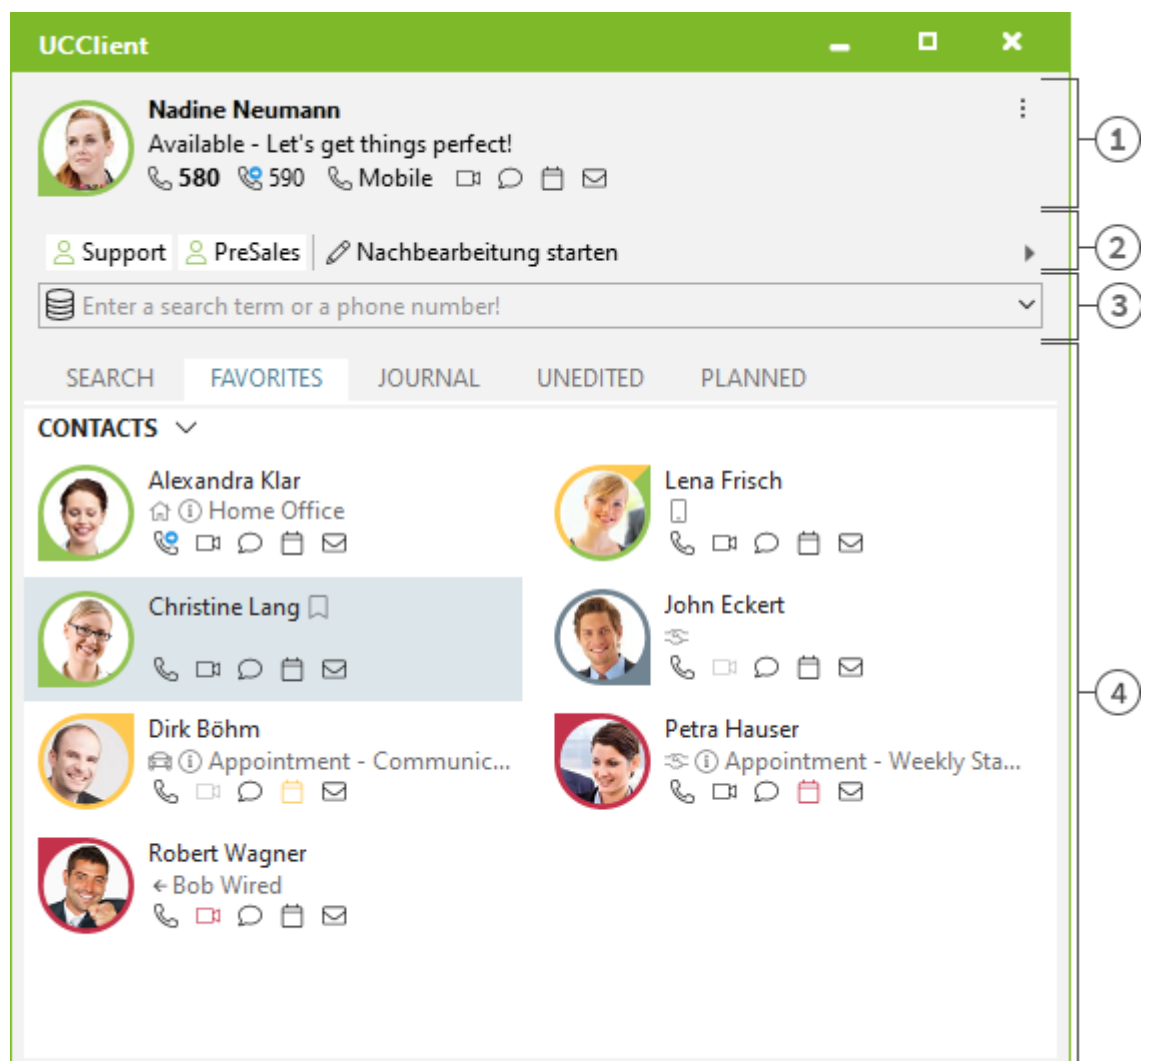 UCClient
Nadine Neumann
Available - Let's get things perfect!
580 590 Mobile
1
Support PreSales Nachbearbeitung starten
2
Enter a search term or a phone number!
3
SEARCH FAVORITES JOURNAL UNEDITED PLANNED
CONTACTS
Alexandra Klar
Home Office
Lena Frisch
Christine Lang
John Eckert
4
Dirk Böhm
Appointment - Communic...
Petra Hauser
Appointment - Weekly Sta...
Robert Wagner
Bob Wired